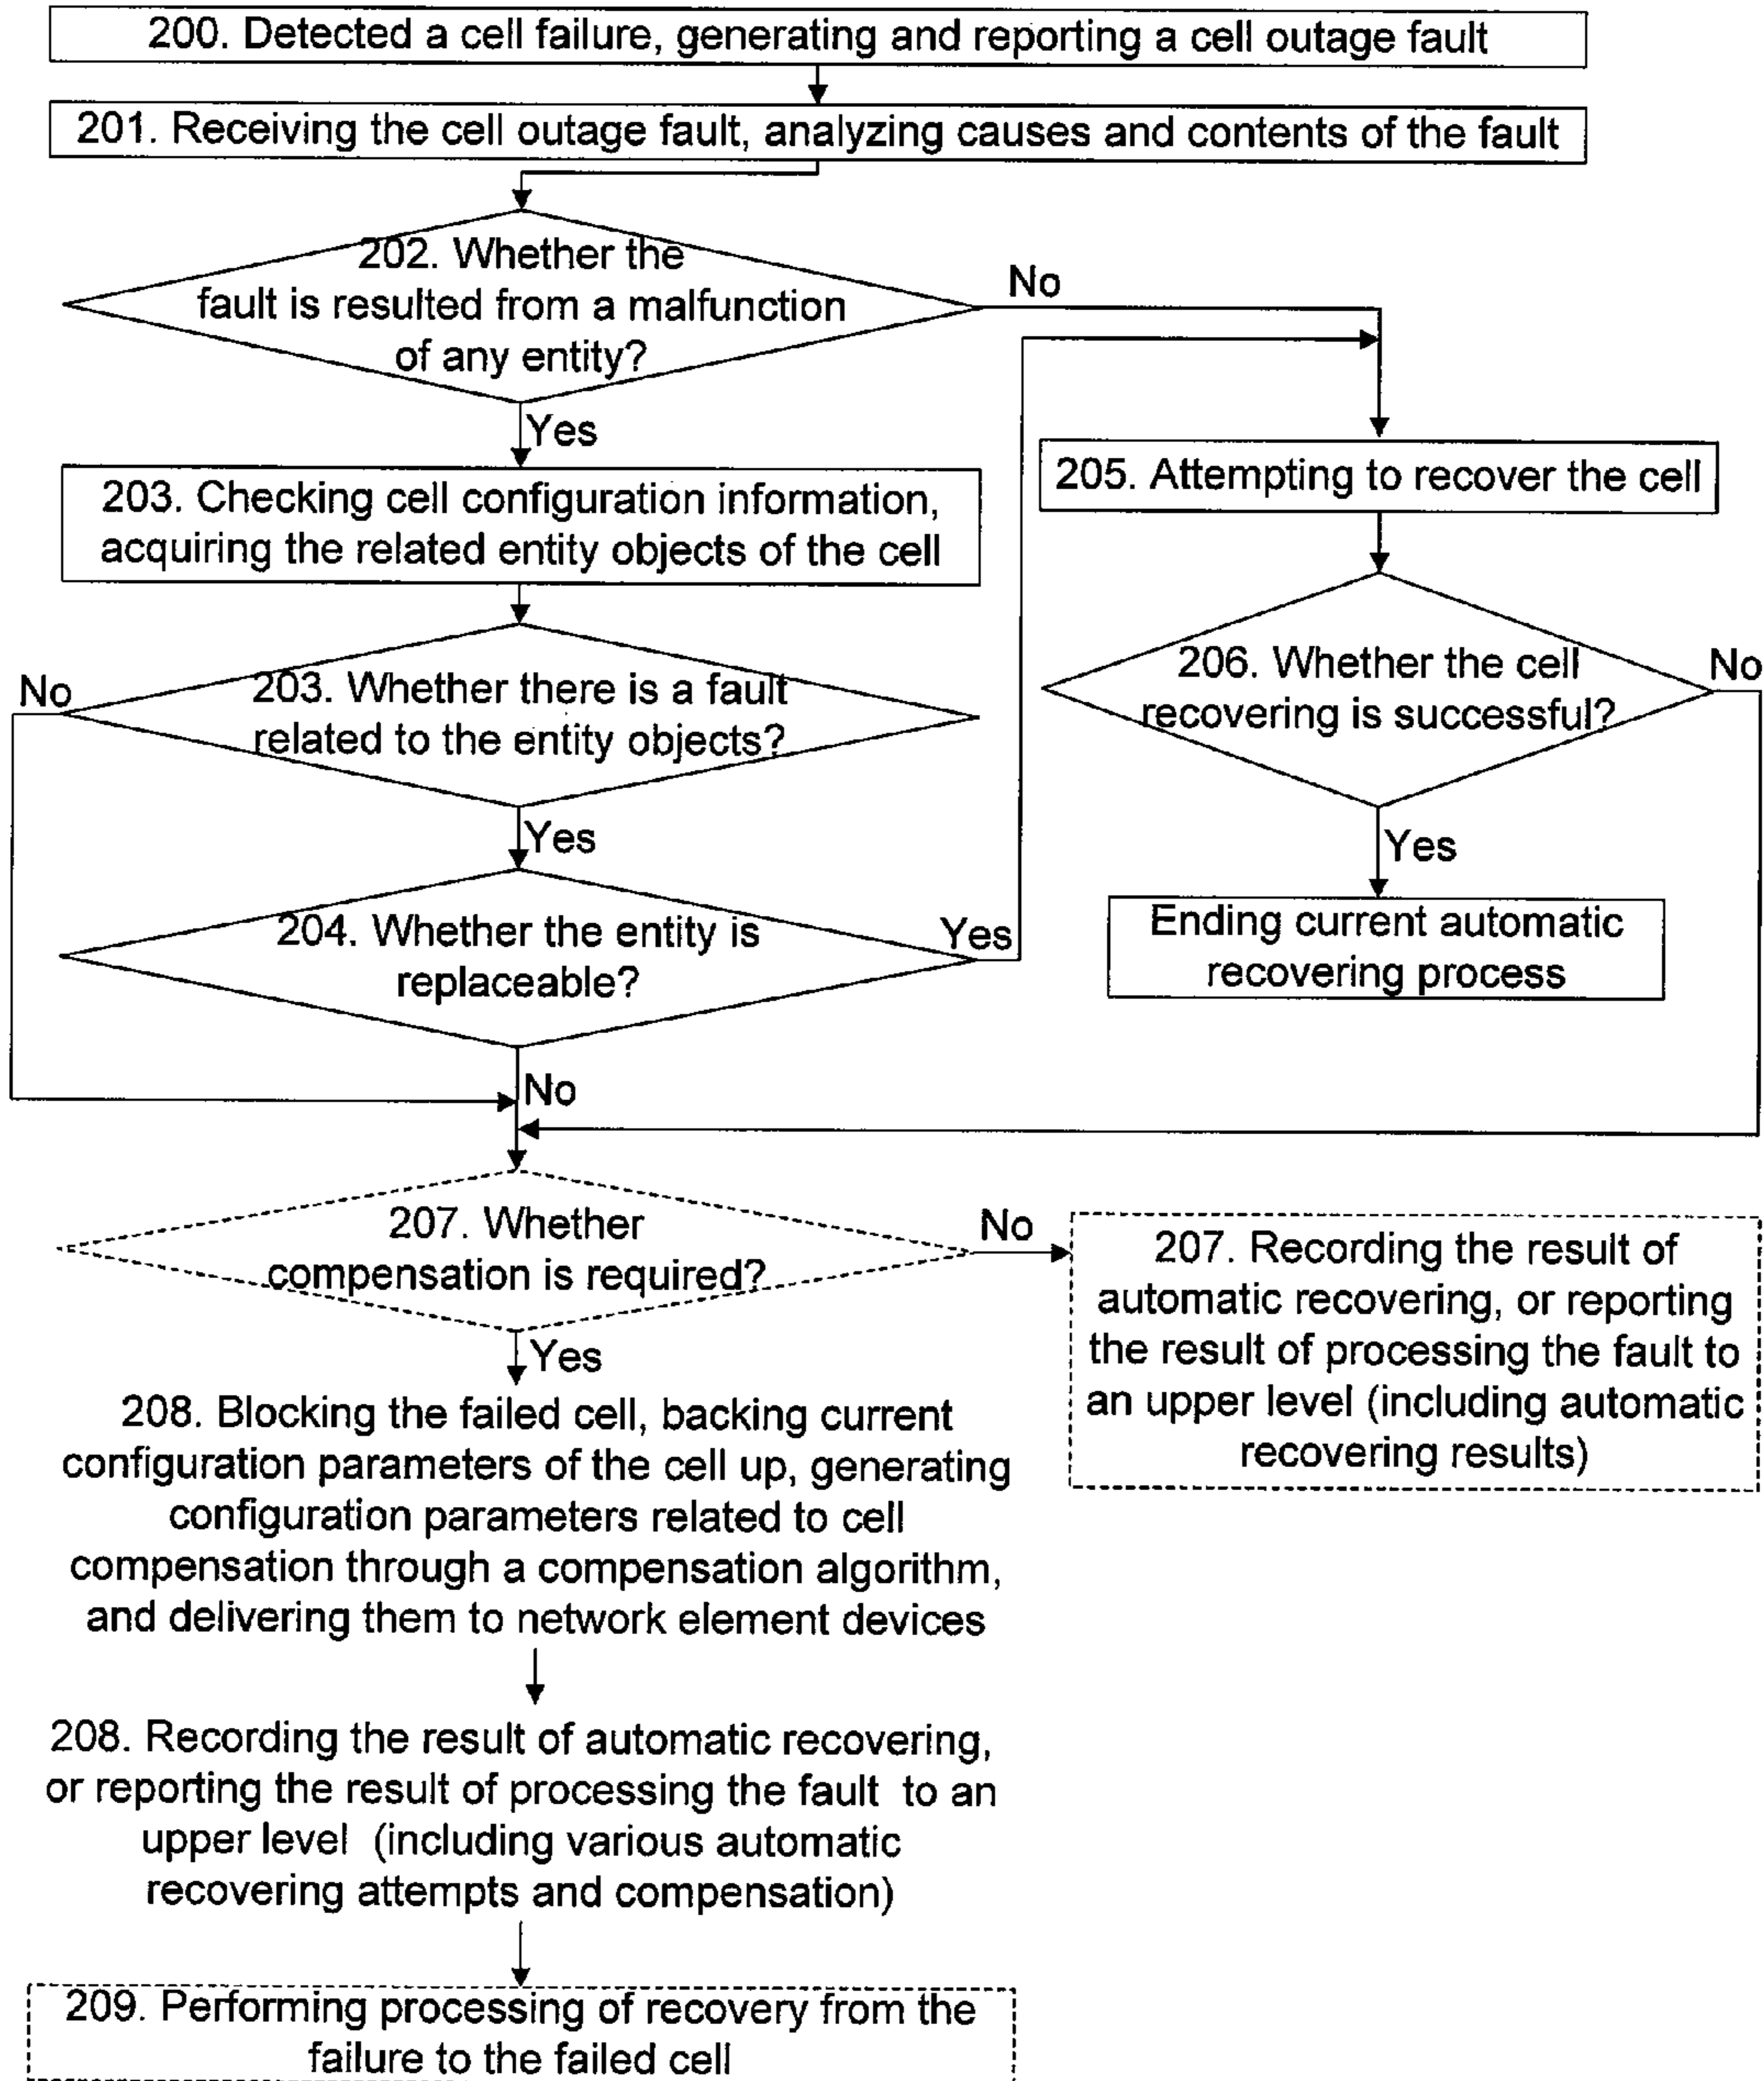 200. Detected a cell failure, generating and reporting a cell outage fault
201. Receiving the cell outage fault, analyzing causes and contents of the fault
202. Whether the
fault is resulted from a malfunction
of any entity?
No
Yes
203. Checking cell configuration information,
acquiring the related entity objects of the cell
205. Attempting to recover the cell
No
203. Whether there is a fault
related to the entity objects?
206. Whether the cell
recovering is successful?
No
Yes
Yes
204. Whether the entity is
replaceable?
Yes
Ending current automatic
recovering process
No
207. Whether
compensation is required?
No
207. Recording the result of
automatic recovering, or reporting
the result of processing the fault to
an upper level (including automatic
recovering results)
Yes
208. Blocking the failed cell, backing current
configuration parameters of the cell up, generating
configuration parameters related to cell
compensation through a compensation algorithm,
and delivering them to network element devices
208. Recording the result of automatic recovering,
or reporting the result of processing the fault to an
upper level (including various automatic
recovering attempts and compensation)
209. Performing processing of recovery from the
failure to the failed cell